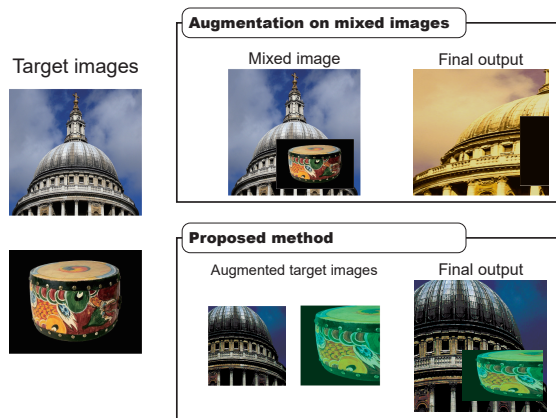 Target images
Augmentation on mixed images
Mixed image
Final output
Proposed method
Augmented target images
Final output